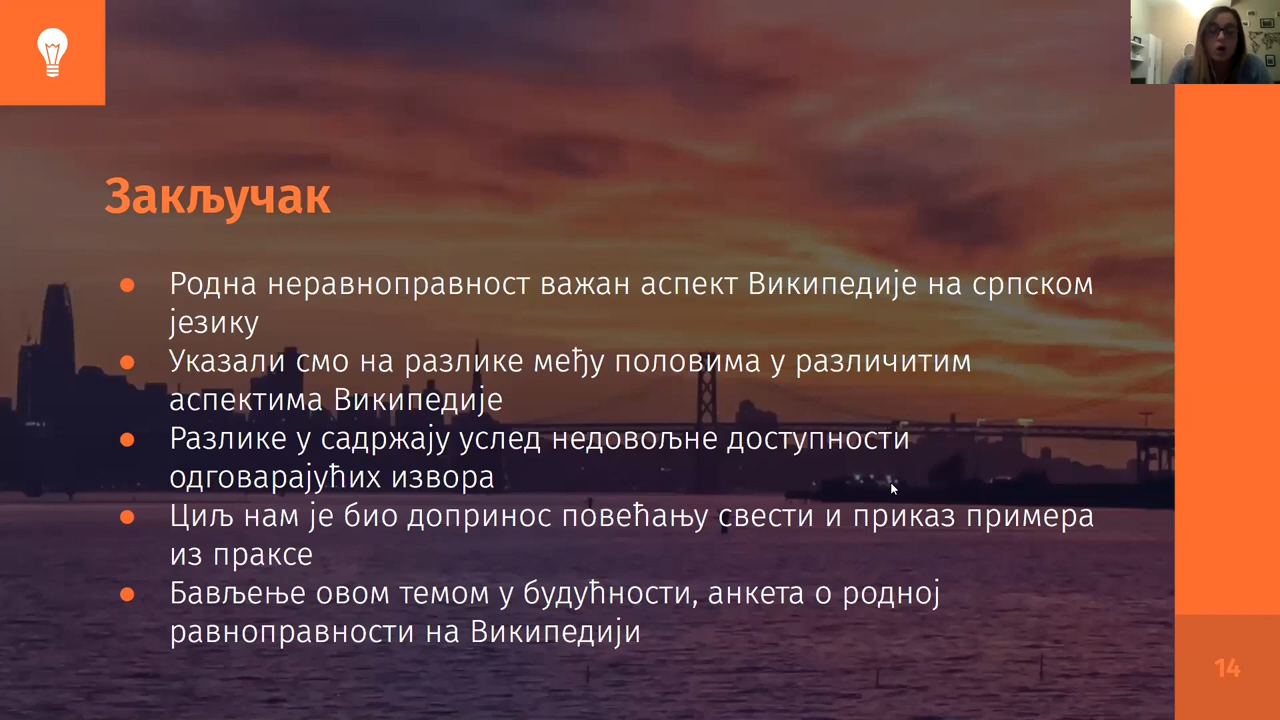 Закључак
● Родна неравноправност важан аспект Википедије на српском
језику
● Указали смо на разлике међу половима у различитим
аспектима Википедије
● Разлике у садржају услед недовољне доступности
одговарајућих извора
● Циљ нам је био допринос повећању свести и приказ примера
из праксе
● Бављење овом темом у будућности, анкета о родној
равноправности на Википедији
14